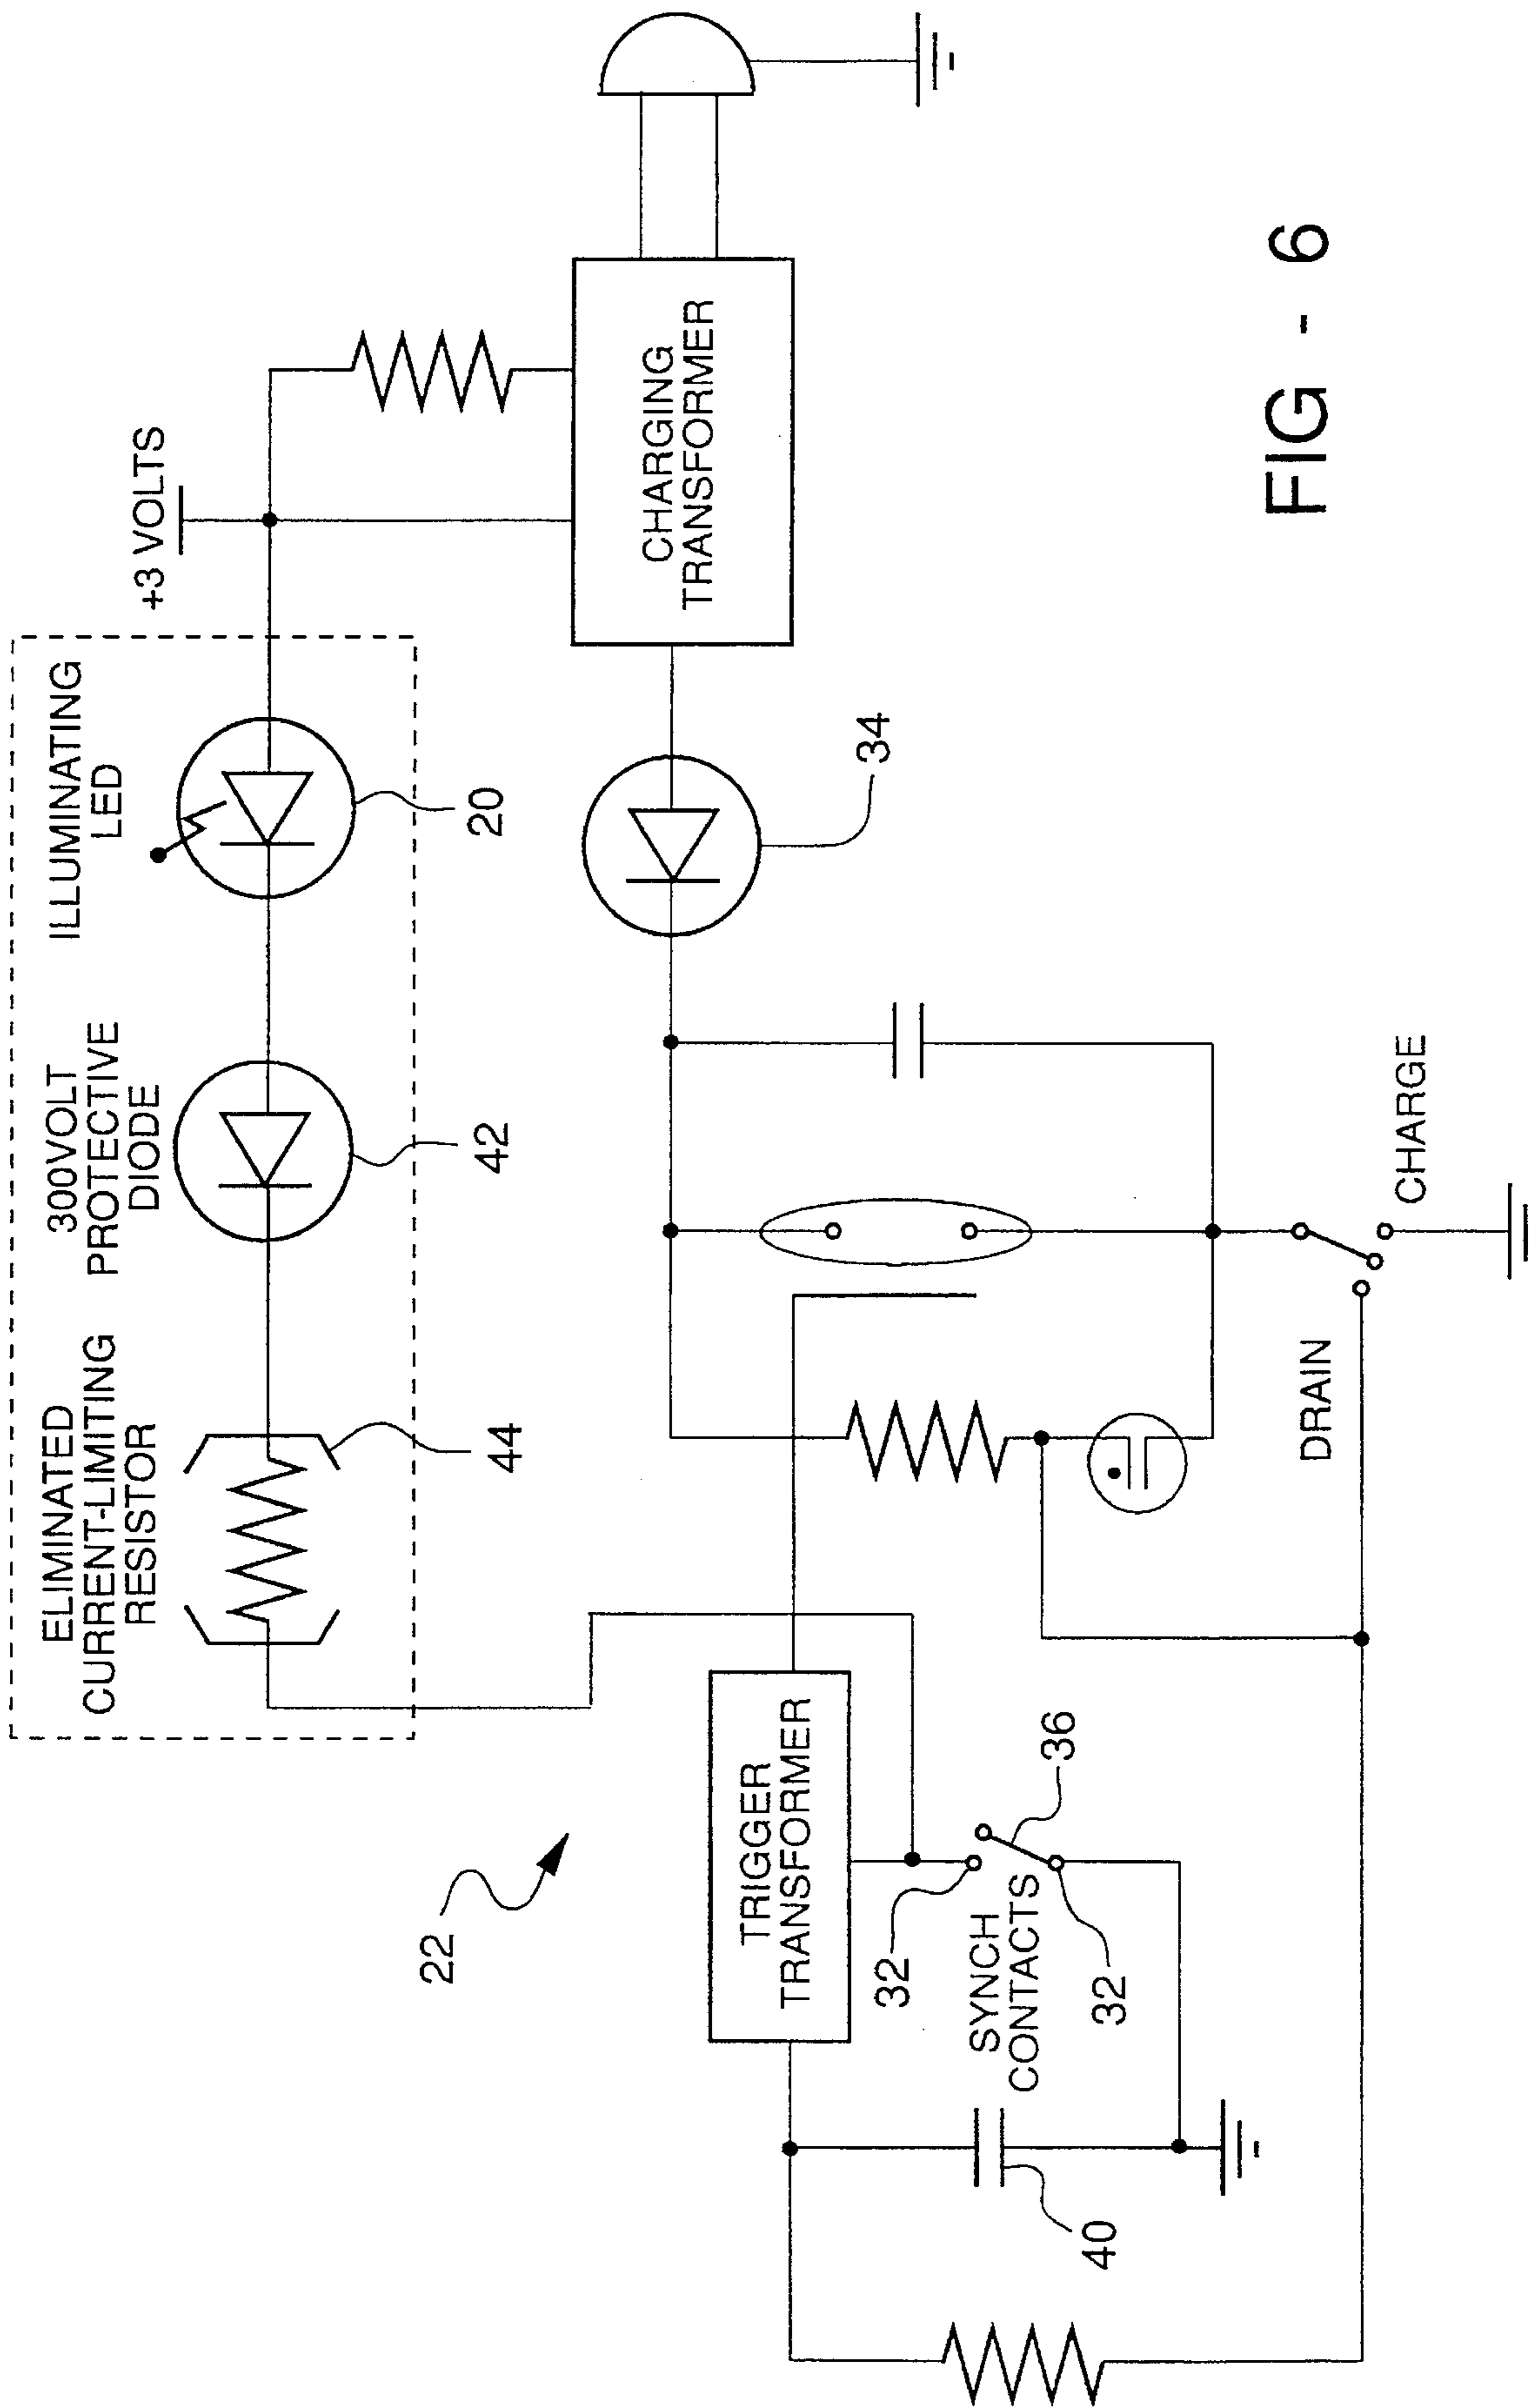 ELIMINATED
CURRENT-LIMITING
RESISTOR
300VOLT
PROTECTIVE
DIODE
ILLUMINATING
LED
+3 VOLTS
44
42
20
22
TRIGGER
TRANSFORMER
34
CHARGING
TRANSFORMER
32
SYNCH
CONTACTS
36
32
40
DRAIN
CHARGE
FIG - 6